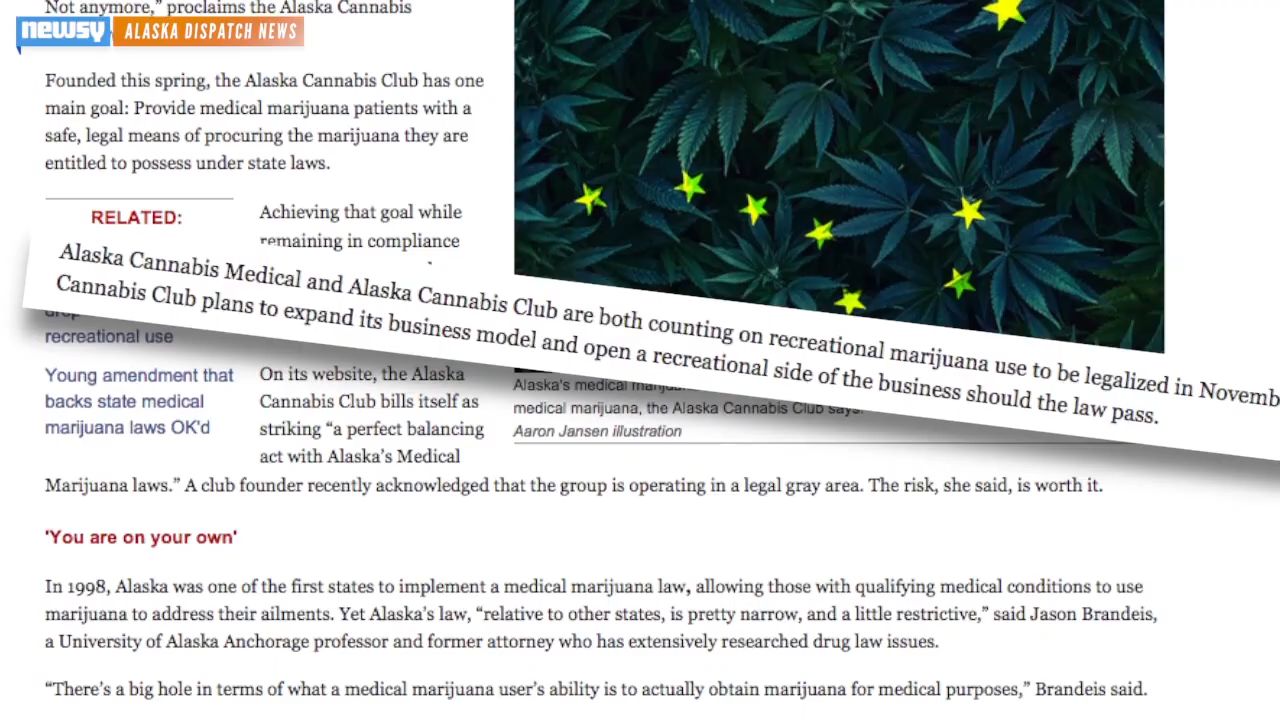 Not anymore," proclaims the Alaska Cannabis
newsy ALASKA DISPATCH NEWS
Founded this spring, the Alaska Cannabis Club has one
main goal: Provide medical marijuana patients with a
safe, legal means of procuring the marijuana they are
entitled to possess under state laws.
RELATED:
Achieving that goal while
remaining in compliance
Alaska Cannabis Medical and Alaska Cannabis Club are both counting on recreational marijuana use to be legalized in Novemb
Cannabis Club plans to expand its business model and open a recreational side of the business should the law pass.
drop
recreational use
Young amendment that
backs state medical
marijuana laws OK'd
On its website, the Alaska
Cannabis Club bills itself as
striking “a perfect balancing
act with Alaska’s Medical
Alaska's medical
medical marijuana, the Alaska Cannabis Club says.
Aaron Jansen illustration
Marijuana laws.” A club founder recently acknowledged that the group is operating in a legal gray area. The risk, she said, is worth it.
'You are on your own'
In 1998, Alaska was one of the first states to implement a medical marijuana law, allowing those with qualifying medical conditions to use
marijuana to address their ailments. Yet Alaska’s law, “relative to other states, is pretty narrow, and a little restrictive,” said Jason Brandeis,
a University of Alaska Anchorage professor and former attorney who has extensively researched drug law issues.
“There’s a big hole in terms of what a medical marijuana user’s ability is to actually obtain marijuana for medical purposes,” Brandeis said.